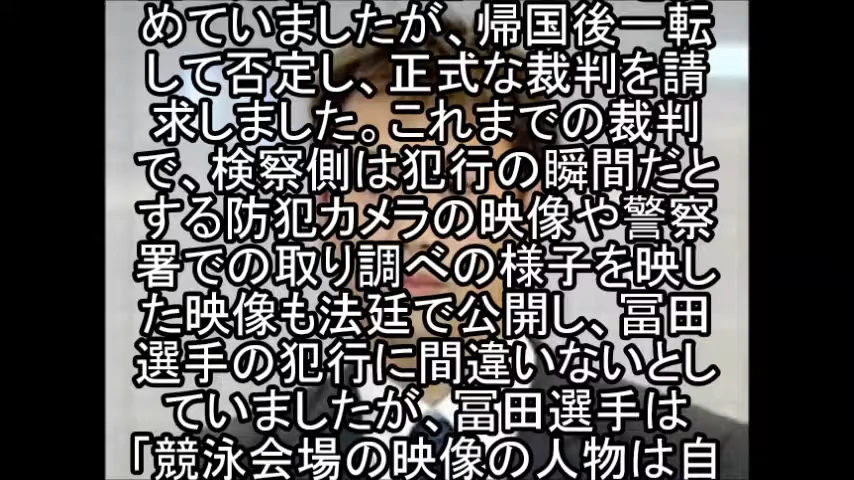 めていましたが、帰国後一転
して否定し、正式な裁判を請
求しました。これまでの裁判
で、検察側は犯行の瞬間だと
する防犯カメラの映像や警察
署での取り調べの様子を映し
た映像も法廷で公開し、冨田
選手の犯行に間違いないとし
ていましたが、冨田選手は
「競泳会場の映像の人物は自